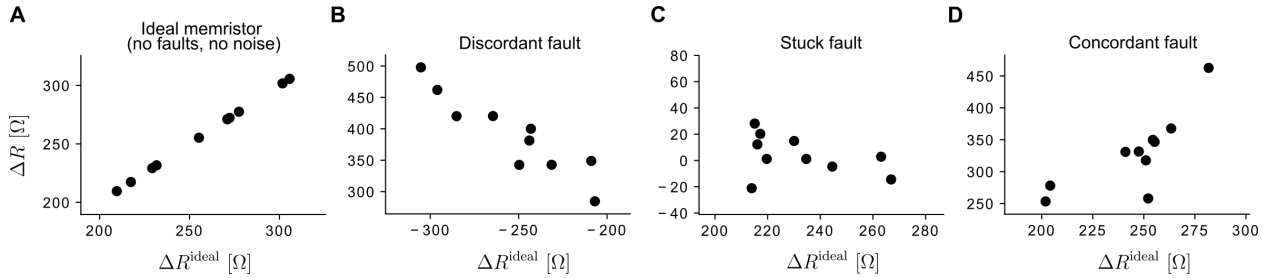 A
Ideal memristor
(no faults, no noise)
300
250
200
200
250
300
ΔR [Ω]
ΔR^ideal [Ω]
B
Discordant fault
500
450
400
350
300
−300
−250
−200
ΔR^ideal [Ω]
C
Stuck fault
80
60
40
20
0
−20
−40
200
220
240
260
280
ΔR^ideal [Ω]
D
Concordant fault
450
400
350
300
250
200
225
250
275
300
ΔR^ideal [Ω]